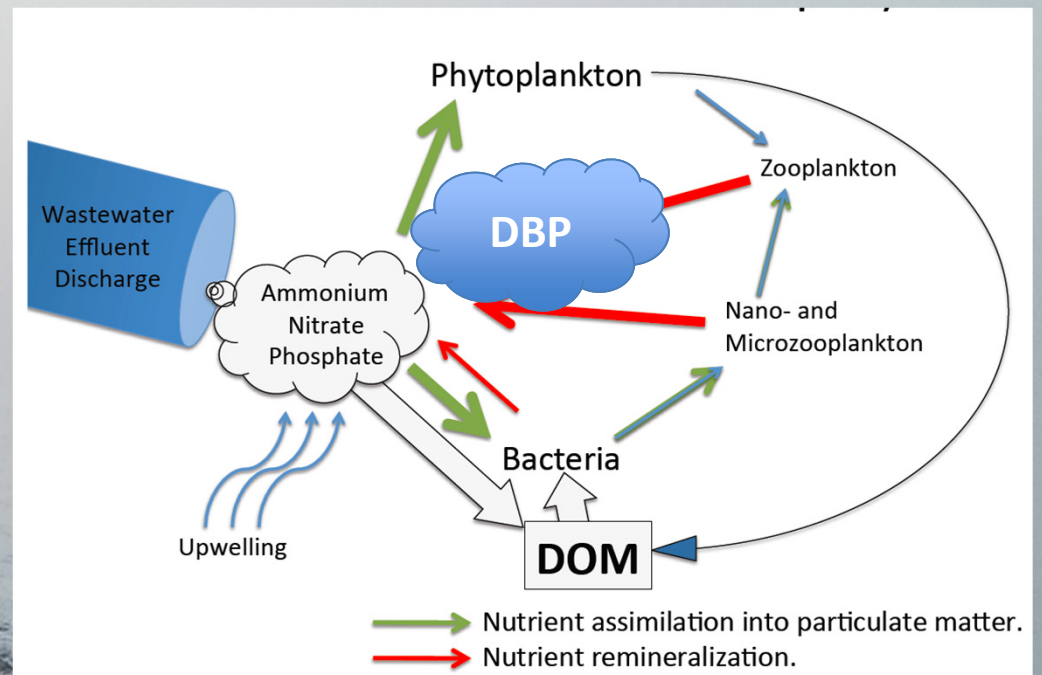 Phytoplankton
Zooplankton
Wastewater
Effluent
Discharge
DBP
Ammonium
Nitrate
Phosphate
Nano- and
Microzooplankton
Bacteria
Upwelling
DOM
Nutrient assimilation into particulate matter.
Nutrient remineralization.